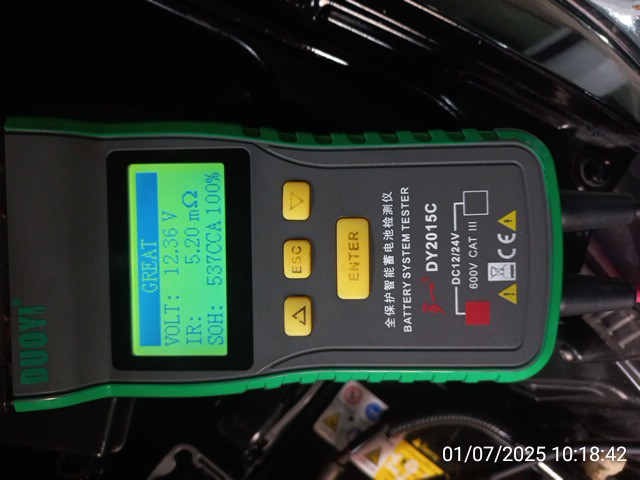 DUOYI
GREAT
VOLT: 12.36 V
IR: 5.20 mΩ
SOH: 537CCA 100%
ESC
ENTER
全保护智能蓄电池检测仪
BATTERY SYSTEM TESTER
DY2015C
DC12/24V
600V CAT III
CE
01/07/2025 10:18:42